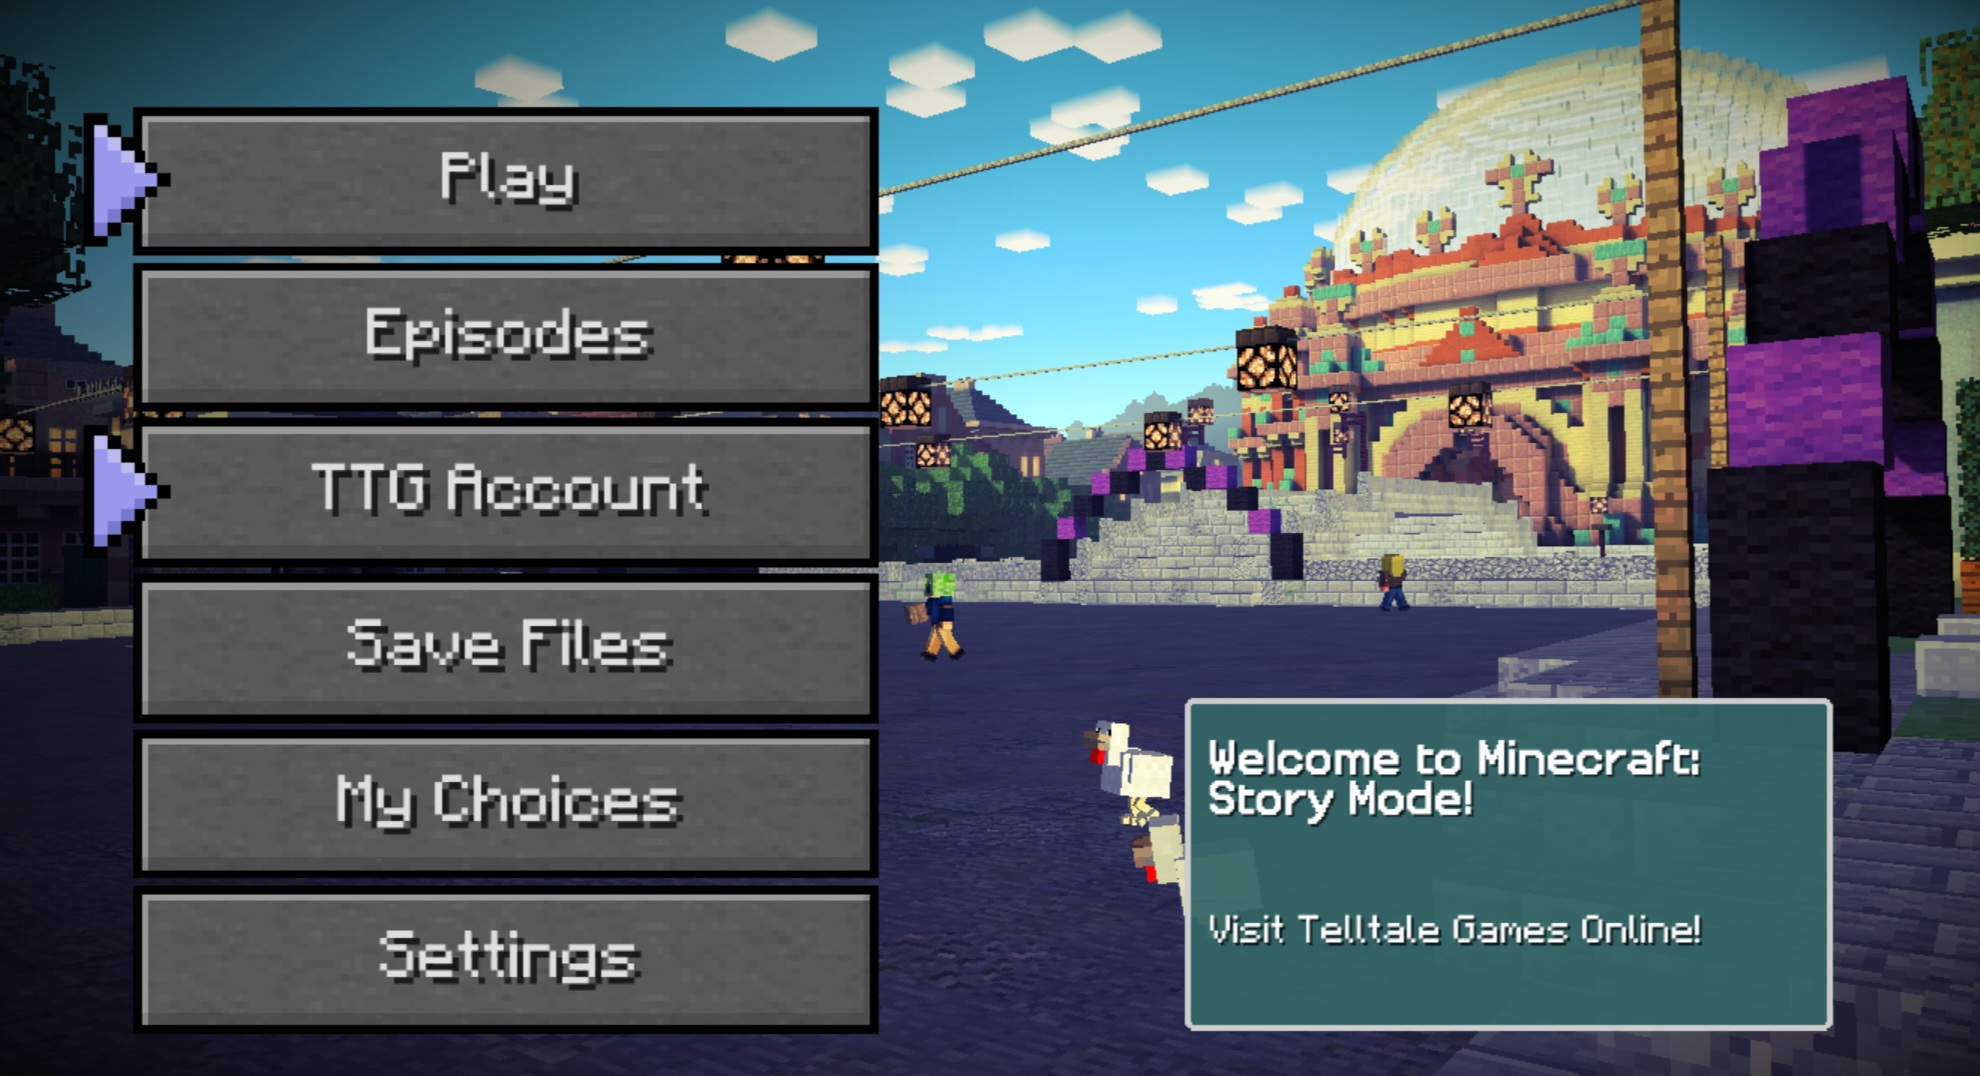 Play
Episodes
TTG Account
Save Files
My Choices
Settings
Welcome to Minecraft:
Story Mode!
Visit Telltale Games Online!